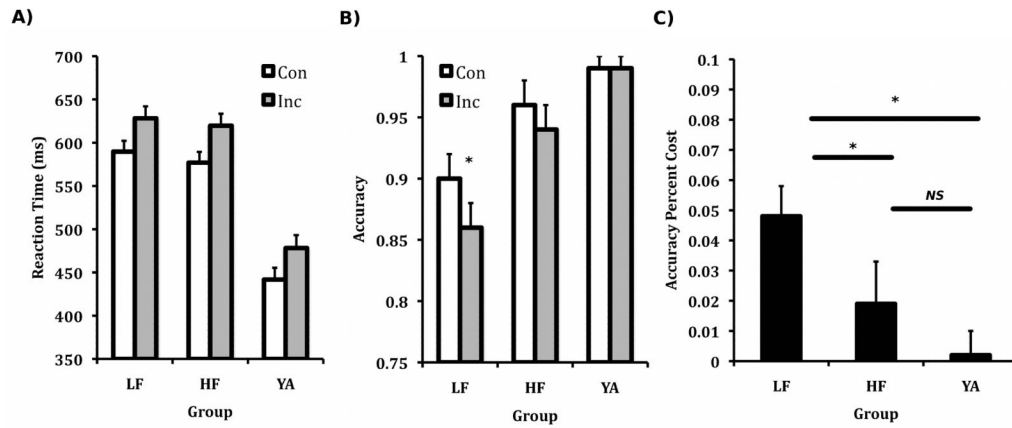 A)
700
650
600
550
500
450
400
350
Reaction Time (ms)
Con
Inc
LF HF YA
Group
B)
1
0.95
0.9
0.85
0.8
0.75
Accuracy
Con
Inc
*
LF HF YA
Group
C)
0.1
0.09
0.08
0.07
0.06
0.05
0.04
0.03
0.02
0.01
0
Accuracy Percent Cost
*
*
NS
LF HF YA
Group